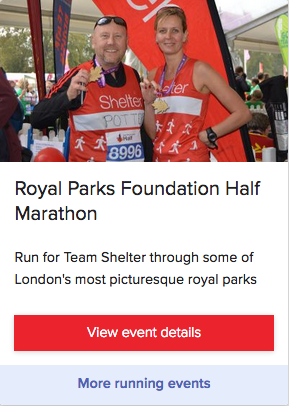 Shelter
Shelter
POTT
8996
Royal Parks Foundation Half
Marathon
Run for Team Shelter through some of
London's most picturesque royal parks
View event details
More running events